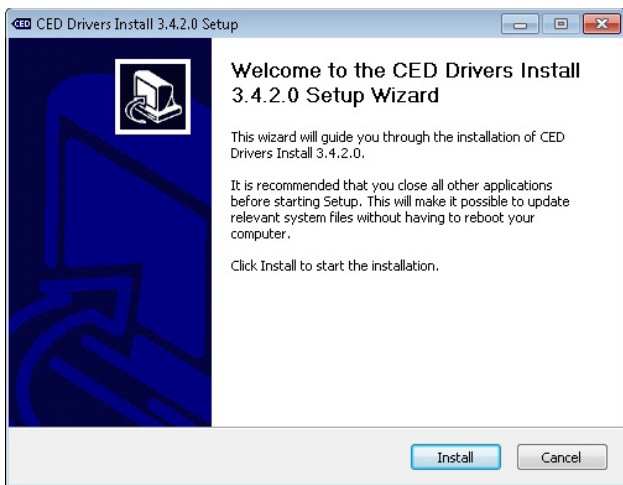 CED CED Drivers Install 3.4.2.0 Setup
Welcome to the CED Drivers Install
3.4.2.0 Setup Wizard
This wizard will guide you through the installation of CED
Drivers Install 3.4.2.0.
It is recommended that you close all other applications
before starting Setup. This will make it possible to update
relevant system files without having to reboot your
computer.
Click Install to start the installation.
Install Cancel